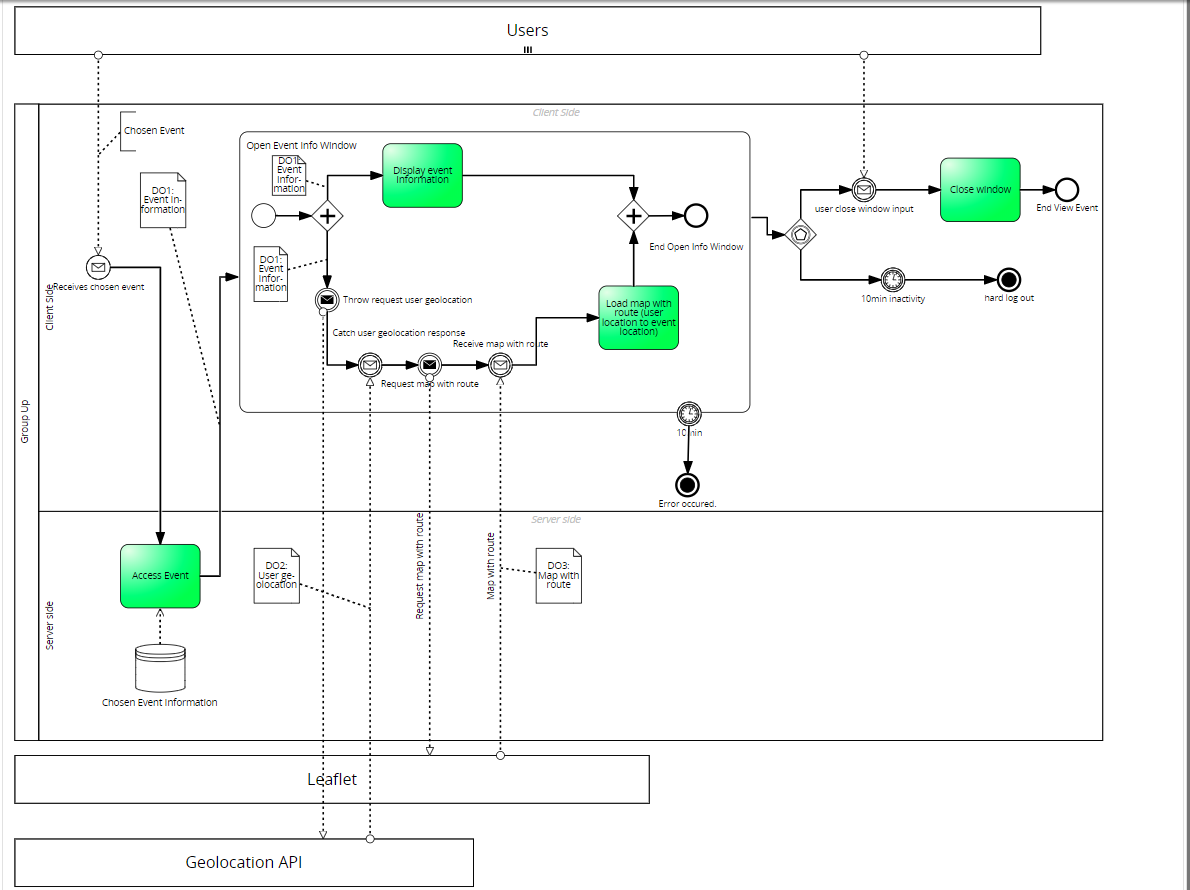 Users
Client Side
Chosen Event
DO1:
Event In-
formation
Open Event Info Window
DO1:
Event
Infor-
mation
Display event
information
End Open Info Window
DO1:
Event
Infor-
mation
Throw request user geolocation
Catch user geolocation response
Receive map with route
Request map with route
Load map with
route (user
location to event
location)
user close window input
Close window
End View Event
10min inactivity
hard log out
10 min
Error occured.
Receives chosen event
Client Side
Group Up
Server side
Server side
Access Event
Chosen Event Information
DO2:
User ge-
olocation
Request map with route
Map with route
DO3:
Map with
route
Leaflet
Geolocation API